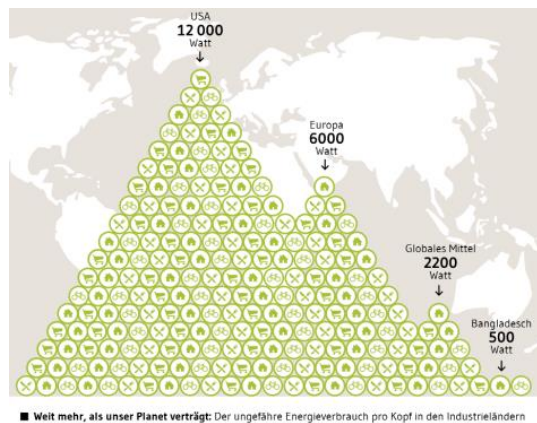 USA
12 000
Watt
Europa
6000
Watt
Globales Mittel
2200
Watt
Bangladesch
500
Watt
■ Weit mehr, als unser Planet verträgt: Der ungefähre Energieverbrauch pro Kopf in den Industrieländern